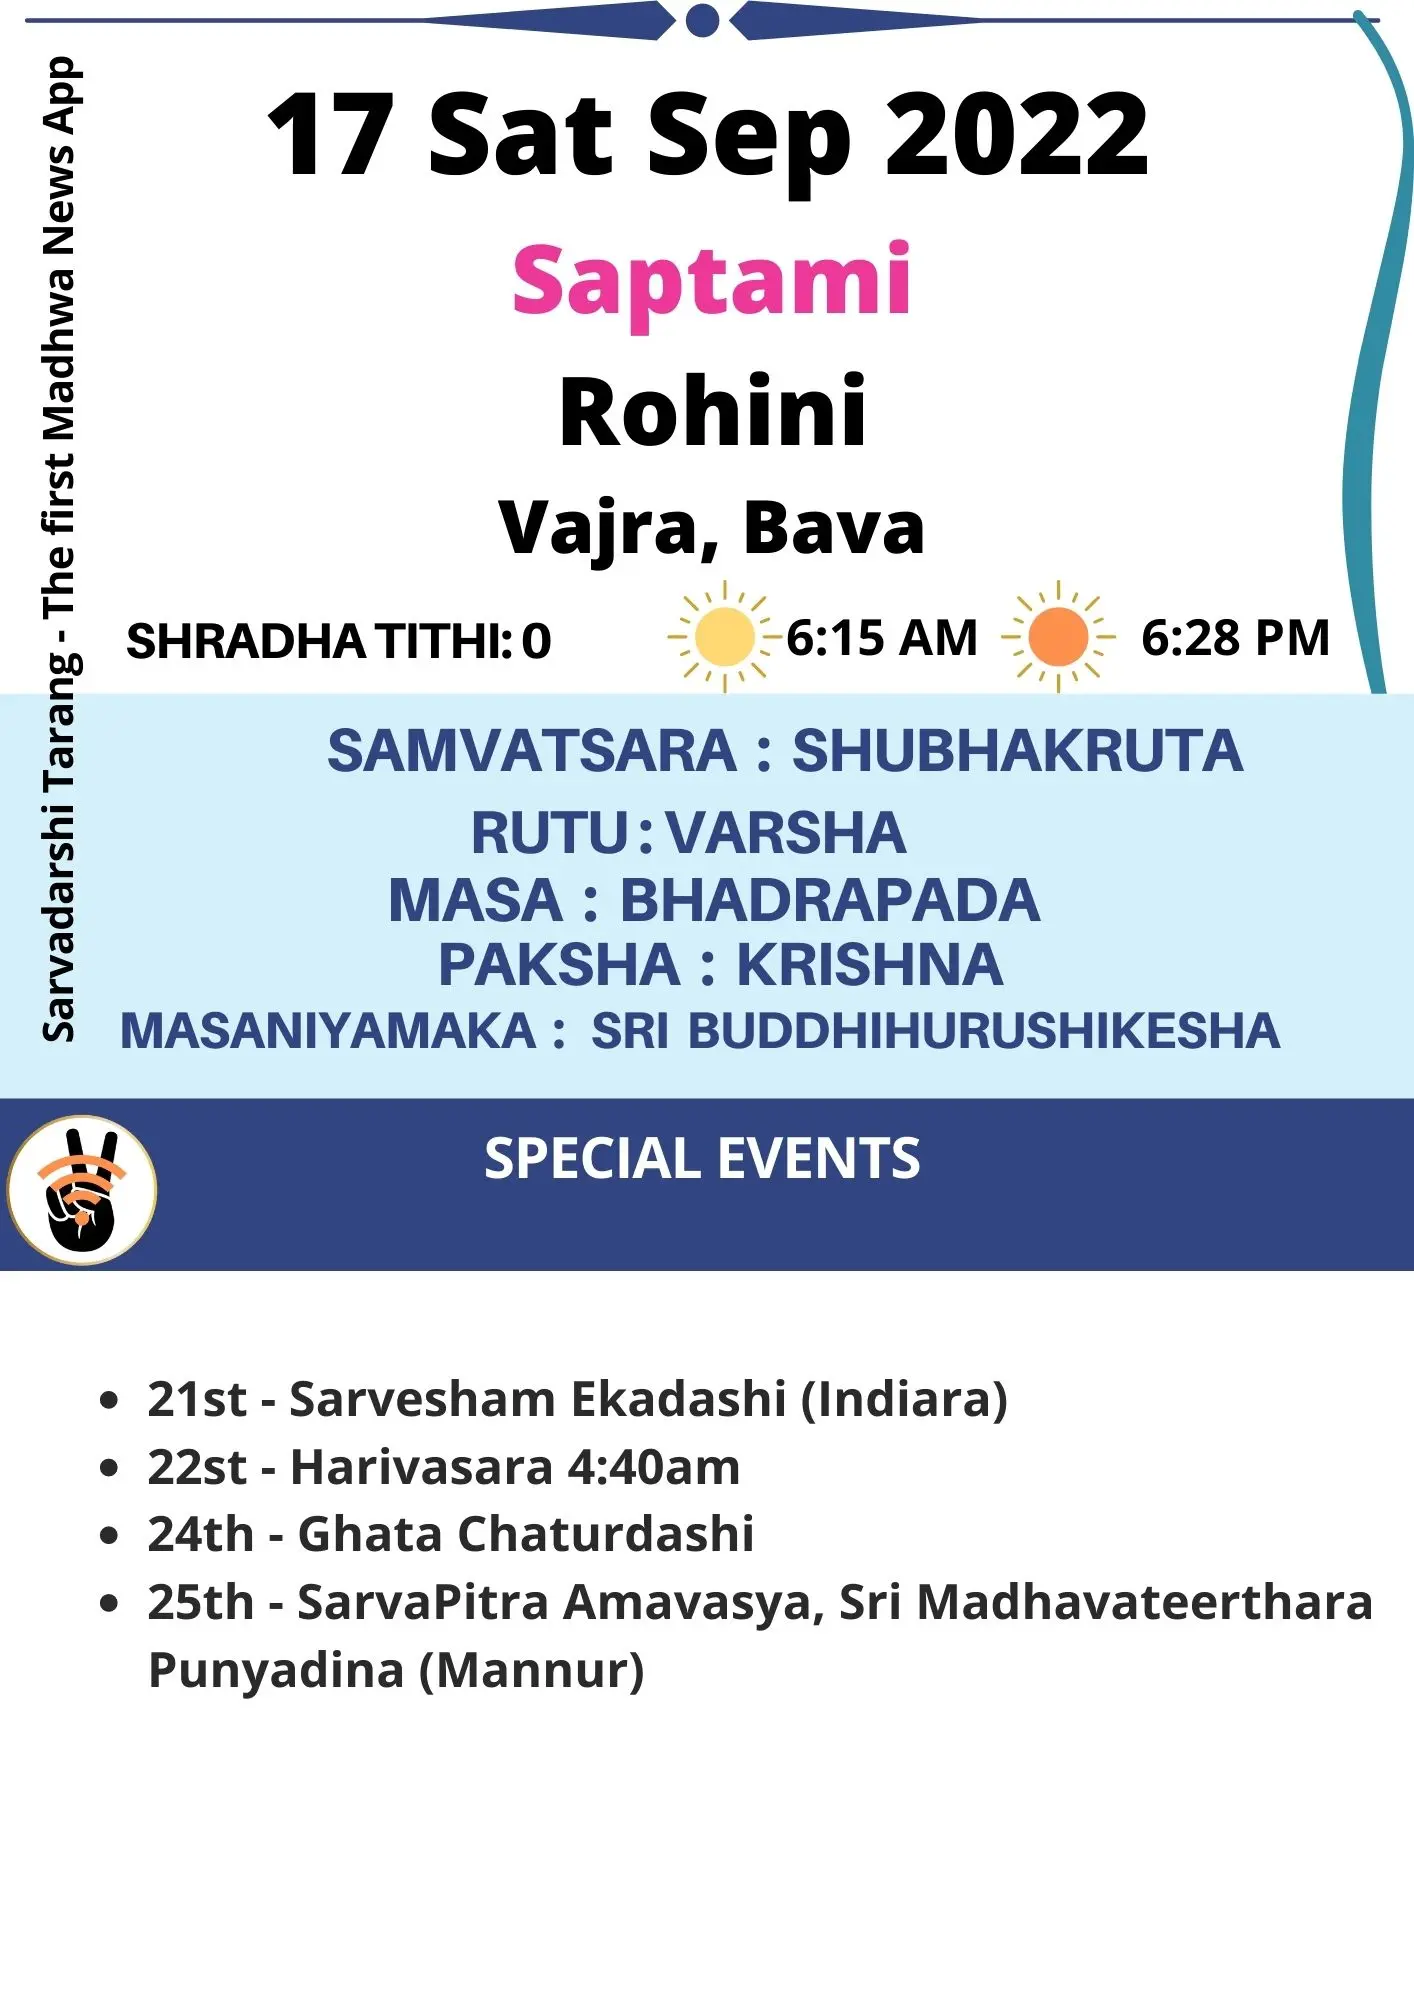 Sarvadarshi Tarang - The first Madhwa News App
17 Sat Sep 2022
Saptami
Rohini
Vajra, Bava
SHRADHA TITHI: 0
6:15 AM
6:28 PM
SAMVATSARA : SHUBHAKRUTA
RUTU : VARSHA
MASA : BHADRAPADA
PAKSHA : KRISHNA
MASANIYAMAKA : SRI BUDDHIHURUSHIKESHA
SPECIAL EVENTS
• 21st - Sarvesham Ekadashi (Indiara)
• 22st - Harivasara 4:40am
• 24th - Ghata Chaturdashi
• 25th - SarvaPitra Amavasya, Sri Madhavateerthara
Punyadina (Mannur)